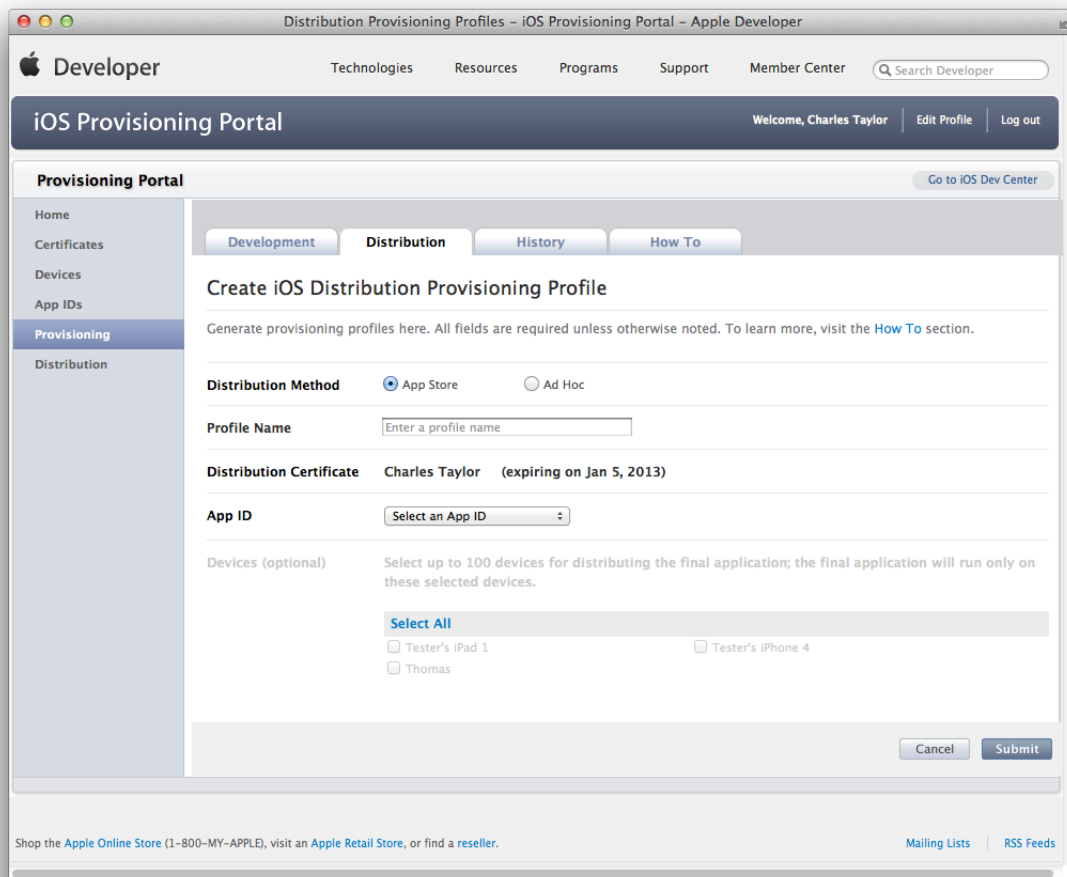 Distribution Provisioning Profiles – iOS Provisioning Portal – Apple Developer
Developer
Technologies Resources Programs Support Member Center Search Developer
iOS Provisioning Portal
Welcome, Charles Taylor Edit Profile Log out
Provisioning Portal
Go to iOS Dev Center
Home
Certificates
Devices
App IDs
Provisioning
Distribution
Development Distribution History How To
Create iOS Distribution Provisioning Profile
Generate provisioning profiles here. All fields are required unless otherwise noted. To learn more, visit the How To section.
Distribution Method App Store Ad Hoc
Profile Name Enter a profile name
Distribution Certificate Charles Taylor (expiring on Jan 5, 2013)
App ID Select an App ID
Devices (optional) Select up to 100 devices for distributing the final application; the final application will run only on
these selected devices.
Select All
Tester's iPad 1 Tester's iPhone 4
Thomas
Cancel Submit
Shop the Apple Online Store (1-800-MY-APPLE), visit an Apple Retail Store, or find a reseller.
Mailing Lists RSS Feeds